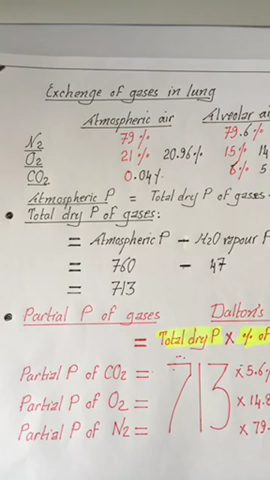 Exchenge of gases in lung
Atmospheric air Alveolar ai
N2 79 % 79.6%
O2 21 % 20.96% 15% 14
CO2 0.04% 6% 5
Atmospheric P = Total dry P of gases
• Total dry P of gases:
= Atmospheric P - H2O vapour P
= 760 - 47
= 713
• Partial P of gases Dalton's
= Total dry P x % of
Partial P of CO2 = 713 x 5.6%
Partial P of O2 = x 14.8
Partial P of N2 = x 79.